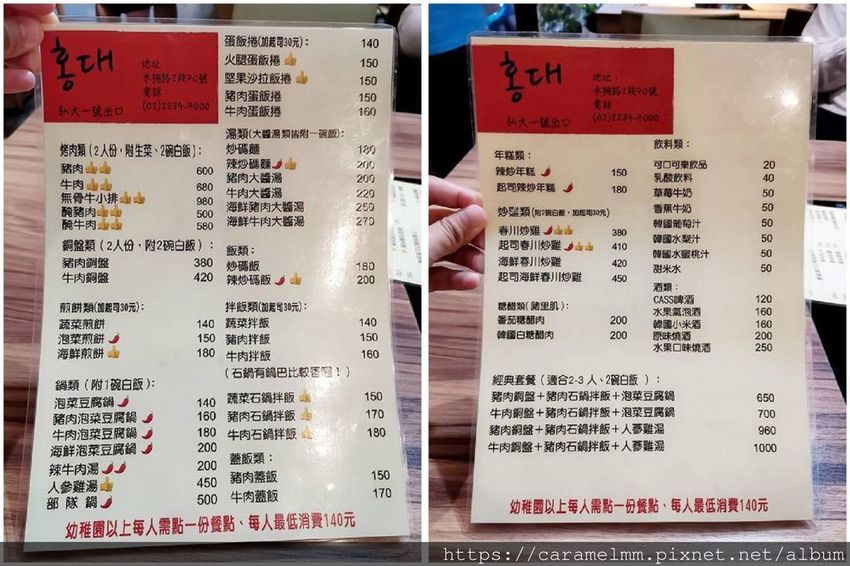 홍대
地址：
木柵路2段70號
電話：
(02)2234-7000
弘大一號出口
烤肉類（2人份，附生菜、2碗白飯）：
豬肉 600
牛肉 680
無骨牛小排 980
醃豬肉 500
醃牛肉 580
銅盤類（2人份，附2碗白飯）：
豬肉銅盤 380
牛肉銅盤 420
煎餅類(加起司30元)：
蔬菜煎餅 140
泡菜煎餅 150
海鮮煎餅 180
鍋類（附1碗白飯）：
泡菜豆腐鍋 140
豬肉泡菜豆腐鍋 160
牛肉泡菜豆腐鍋 180
海鮮泡菜豆腐鍋 200
辣牛肉湯 200
人參雞湯 450
部隊鍋 500
蛋飯捲(加起司30元)： 140
火腿蛋飯捲 150
堅果沙拉飯捲 150
豬肉蛋飯捲 150
牛肉蛋飯捲 160
湯類(大醬湯類皆附一碗飯)：
炒碼麵 180
辣炒碼麵 200
豬肉大醬湯 200
牛肉大醬湯 220
海鮮豬肉大醬湯 250
海鮮牛肉大醬湯 270
飯類：
炒碼飯 180
辣炒碼飯 200
拌飯類(加起司30元)：
蔬菜拌飯 140
豬肉拌飯 150
牛肉拌飯 160
（石鍋有鍋巴比較香喔！）
蔬菜石鍋拌飯 150
豬肉石鍋拌飯 170
牛肉石鍋拌飯 180
蓋飯類：
豬肉蓋飯 150
牛肉蓋飯 170
幼稚園以上每人需點一份餐點、每人最低消費140元
홍대
地址：
木柵路2段70號
電話：
(02)2234-7000
弘大一號出口
年糕類：
辣炒年糕 150
起司辣炒年糕 180
炒雞類(附2碗白飯、加起司30元)
春川炒雞 380
起司春川炒雞 410
海鮮春川炒雞 420
起司海鮮春川炒雞 450
糖醋類（豬里肌）：
番茄糖醋肉 200
韓國白糖醋肉 200
飲料類：
可口可樂飲品 20
乳酸飲料 40
草莓牛奶 50
香蕉牛奶 50
韓國葡萄汁 50
韓國水梨汁 50
韓國水蜜桃汁 50
甜米水 50
酒類：
CASS啤酒 120
水果氣泡酒 160
韓國小米酒 160
原味燒酒 200
水果口味燒酒 250
經典套餐（適合2-3人、2碗白飯）：
豬肉銅盤＋豬肉石鍋拌飯＋泡菜豆腐鍋 650
牛肉銅盤＋豬肉石鍋拌飯＋泡菜豆腐鍋 700
豬肉銅盤＋豬肉石鍋拌飯＋人蔘雞湯 960
牛肉銅盤＋豬肉石鍋拌飯＋人蔘雞湯 1000
幼稚園以上每人需點一份餐點、每人最低消費140元
https://caramelmm.pixnet.net/album